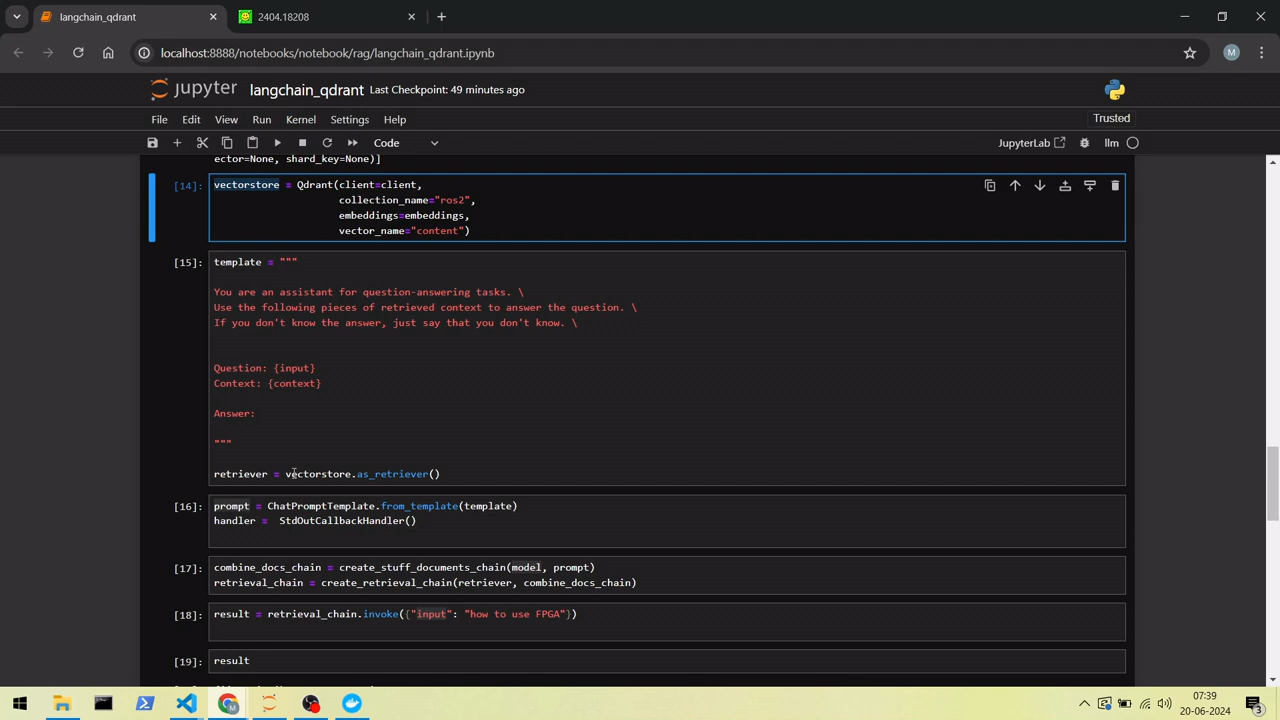 langchain_qdrant
2404.18208
localhost:8888/notebooks/notebook/rag/langchain_qdrant.ipynb
M
jupyter langchain_qdrant Last Checkpoint: 49 minutes ago
File Edit View Run Kernel Settings Help
Trusted
Code
JupyterLab
llm
ector=None, shard_key=None)]
[14]: vectorstore = Qdrant(client=client,
collection_name="ros2",
embeddings=embeddings,
vector_name="content")
[15]: template = """
You are an assistant for question-answering tasks. \
Use the following pieces of retrieved context to answer the question. \
If you don't know the answer, just say that you don't know. \
Question: {input}
Context: {context}
Answer:
"""
retriever = vectorstore.as_retriever()
[16]: prompt = ChatPromptTemplate.from_template(template)
handler =  StdOutCallbackHandler()
[17]: combine_docs_chain = create_stuff_documents_chain(model, prompt)
retrieval_chain = create_retrieval_chain(retriever, combine_docs_chain)
[18]: result = retrieval_chain.invoke({"input": "how to use FPGA"})
[19]: result
07:39
20-06-2024
3